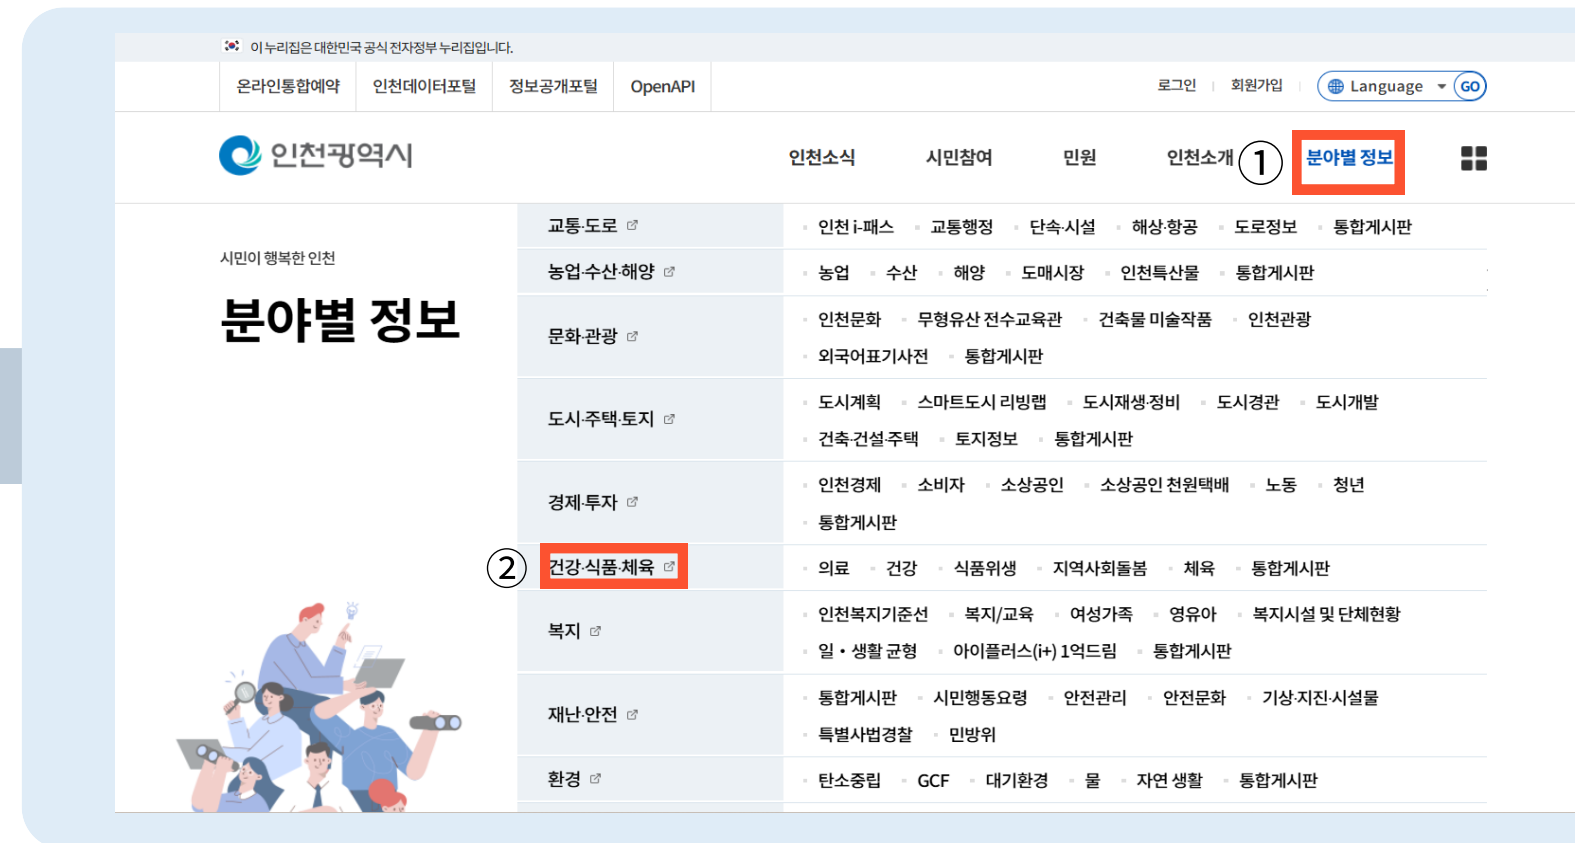 이 누리집은 대한민국 공식 전자정부 누리집입니다.
온라인통합예약 인천데이터포털 정보공개포털 OpenAPI 로그인 회원가입 Language GO
인천광역시 인천소식 시민참여 민원 인천소개 ① 분야별 정보
시민이 행복한 인천
분야별 정보
교통·도로 인천 i-패스 교통행정 단속·시설 해상·항공 도로정보 통합게시판
농업·수산·해양 농업 수산 해양 도매시장 인천특산물 통합게시판
문화·관광 인천문화 무형유산 전수교육관 건축물 미술작품 인천관광
외국어표기사전 통합게시판
도시·주택·토지 도시계획 스마트도시 리빙랩 도시재생·정비 도시경관 도시개발
건축·건설·주택 토지정보 통합게시판
경제·투자 인천경제 소비자 소상공인 소상공인 천원택배 노동 청년
통합게시판
② 건강·식품·체육 의료 건강 식품위생 지역사회돌봄 체육 통합게시판
복지 인천복지기준선 복지/교육 여성가족 영유아 복지시설 및 단체현황
일 • 생활 균형 아이플러스(i+) 1억드림 통합게시판
재난·안전 통합게시판 시민행동요령 안전관리 안전문화 기상·지진·시설물
특별사법경찰 민방위
환경 탄소중립 GCF 대기환경 물 자연 생활 통합게시판